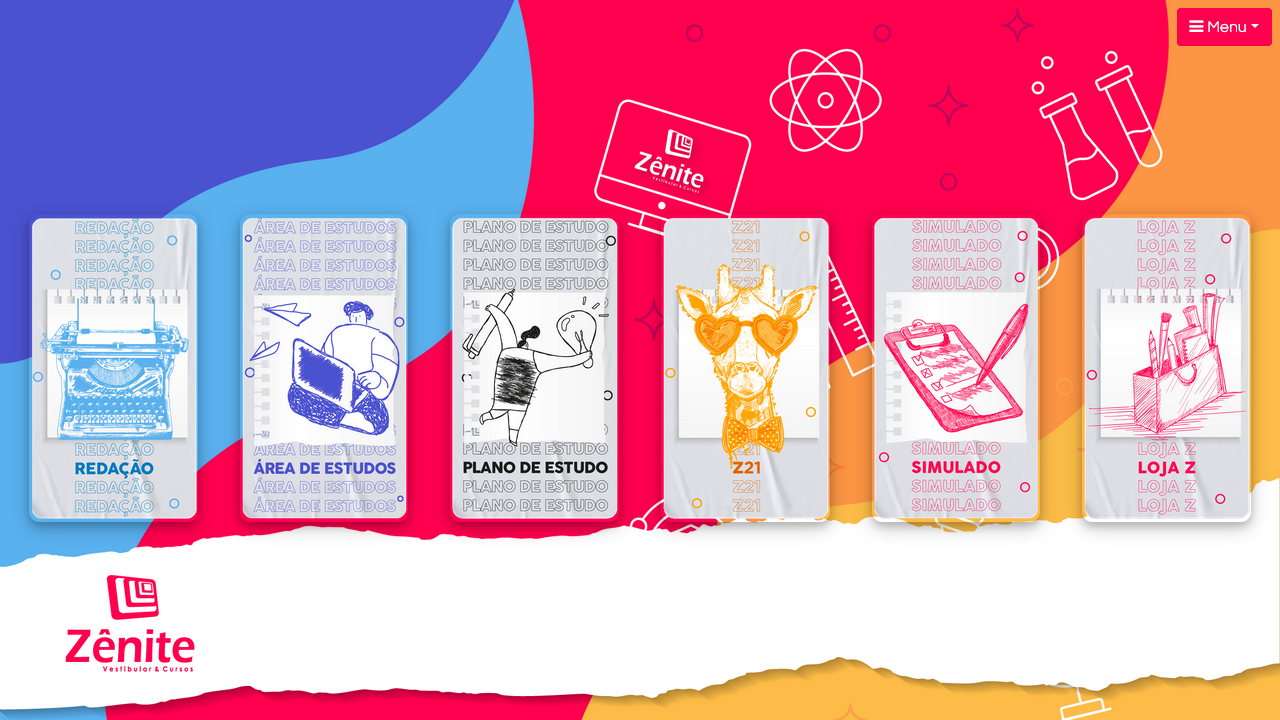 Menu
Zênite
Vestibular & Cursos
REDAÇÃO
REDAÇÃO
REDAÇÃO
REDAÇÃO
REDAÇÃO
REDAÇÃO
REDAÇÃO
REDAÇÃO
ÁREA DE ESTUDOS
ÁREA DE ESTUDOS
ÁREA DE ESTUDOS
ÁREA DE ESTUDOS
ÁREA DE ESTUDOS
ÁREA DE ESTUDOS
ÁREA DE ESTUDOS
ÁREA DE ESTUDOS
PLANO DE ESTUDO
PLANO DE ESTUDO
PLANO DE ESTUDO
PLANO DE ESTUDO
PLANO DE ESTUDO
PLANO DE ESTUDO
PLANO DE ESTUDO
PLANO DE ESTUDO
Z21
Z21
Z21
Z21
Z21
Z21
Z21
SIMULADO
SIMULADO
SIMULADO
SIMULADO
SIMULADO
SIMULADO
SIMULADO
SIMULADO
LOJA Z
LOJA Z
LOJA Z
LOJA Z
LOJA Z
LOJA Z
LOJA Z
LOJA Z
Zênite
Vestibular & Cursos